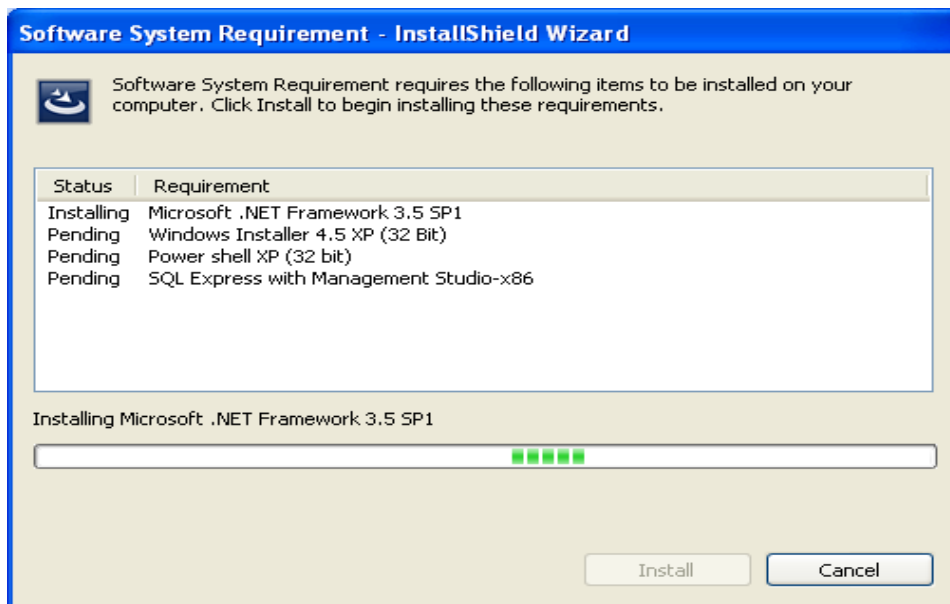 Software System Requirement - InstallShield Wizard
Software System Requirement requires the following items to be installed on your
computer. Click Install to begin installing these requirements.
Status Requirement
Installing Microsoft .NET Framework 3.5 SP1
Pending Windows Installer 4.5 XP (32 Bit)
Pending Power shell XP (32 bit)
Pending SQL Express with Management Studio-x86
Installing Microsoft .NET Framework 3.5 SP1
Install Cancel